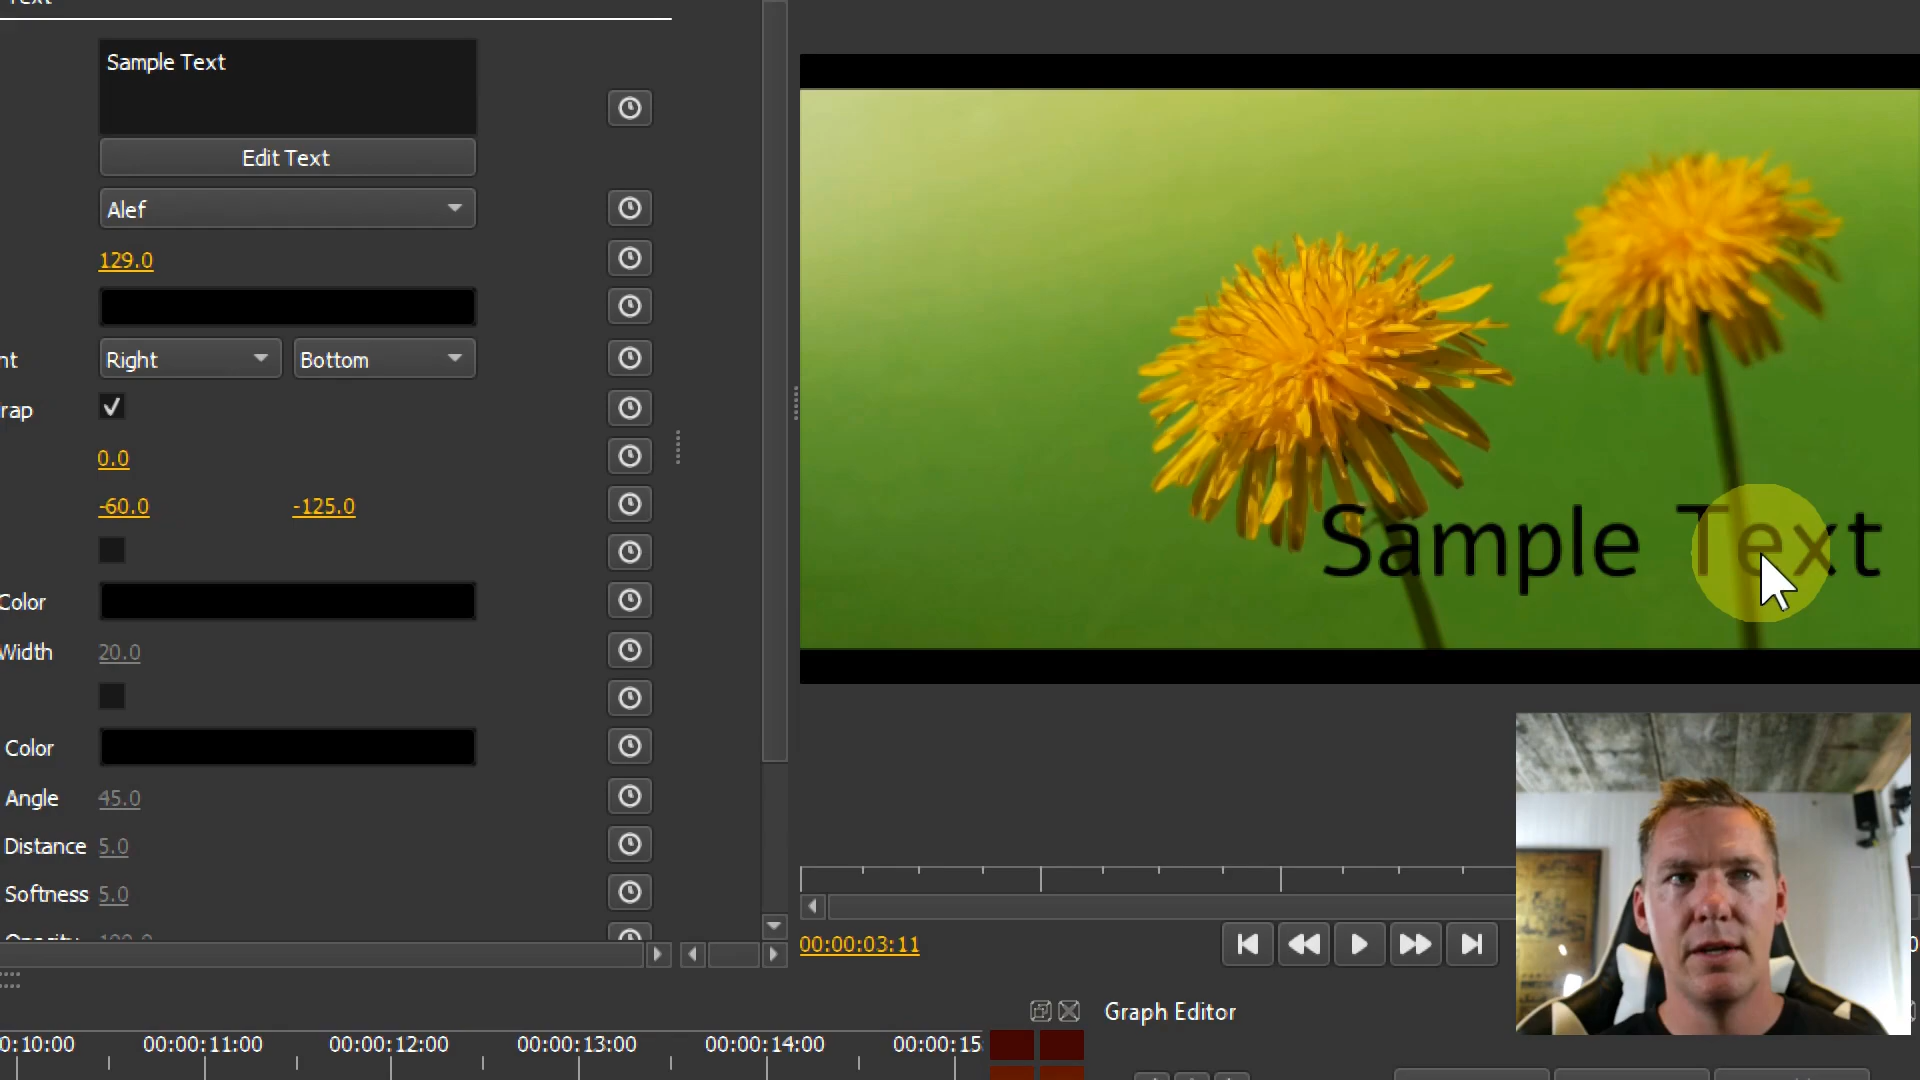 Sample Text
Edit Text
Alef
129.0
Right Bottom
0.0
-60.0 -125.0
Color
Width 20.0
Color
Angle 45.0
Distance 5.0
Softness 5.0
Sample Text
00:00:03:11
Graph Editor
0:10:00 00:00:11:00 00:00:12:00 00:00:13:00 00:00:14:00 00:00:15